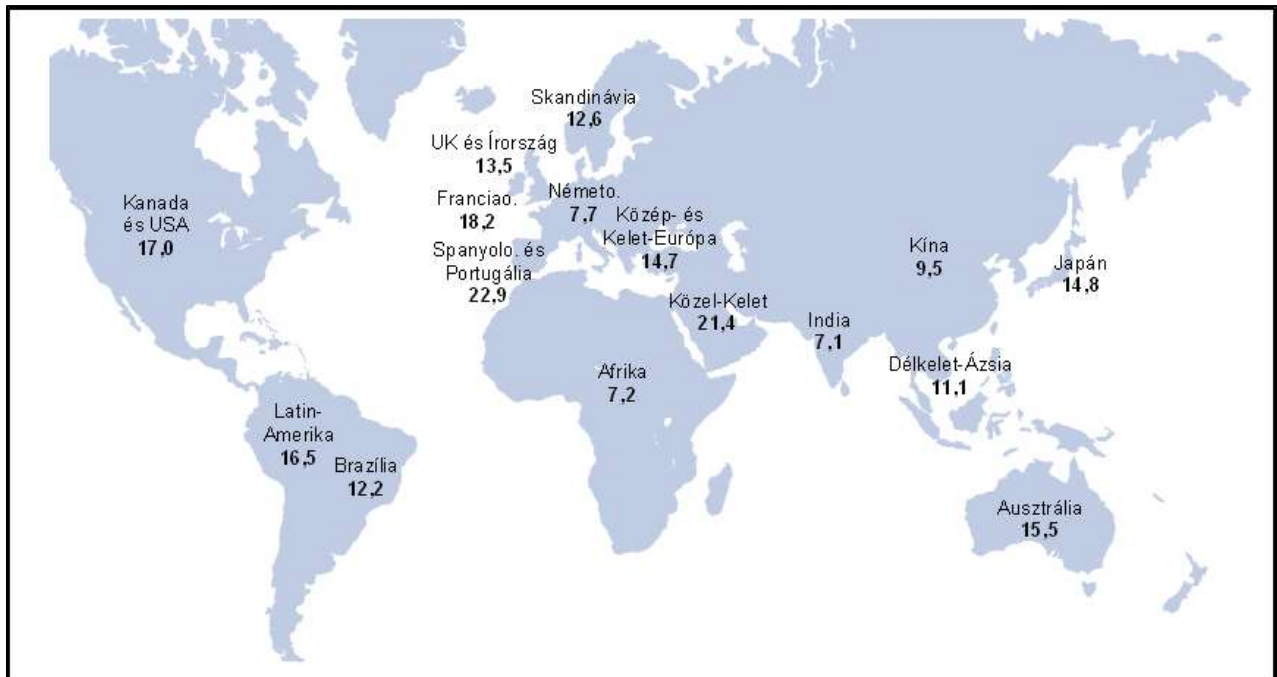 Skandinávia
12,6
UK és Írország
13,5
Franciao.
18,2
Németo.
7,7
Közép- és
Kelet-Európa
14,7
Spanyolo. és
Portugália
22,9
Kanada
és USA
17,0
Kína
9,5
Japán
14,8
Közel-Kelet
21,4
India
7,1
Délkelet-Ázsia
11,1
Afrika
7,2
Latin-
Amerika
16,5
Brazília
12,2
Ausztrália
15,5